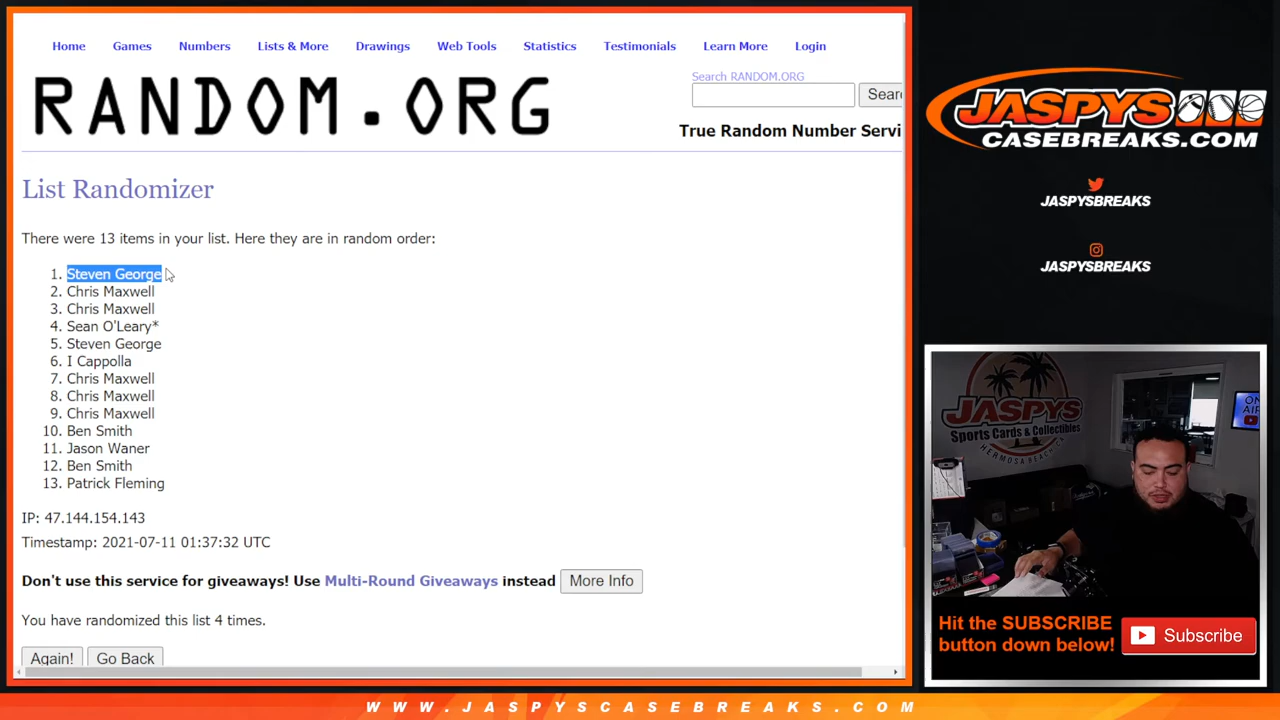 Home Games Numbers Lists & More Drawings Web Tools Statistics Testimonials Learn More Login
RANDOM.ORG
Search RANDOM.ORG
Sear
True Random Number Servi
List Randomizer
There were 13 items in your list. Here they are in random order:
1. Steven George
2. Chris Maxwell
3. Chris Maxwell
4. Sean O'Leary*
5. Steven George
6. I Cappolla
7. Chris Maxwell
8. Chris Maxwell
9. Chris Maxwell
10. Ben Smith
11. Jason Waner
12. Ben Smith
13. Patrick Fleming
IP: 47.144.154.143
Timestamp: 2021-07-11 01:37:32 UTC
Don't use this service for giveaways! Use Multi-Round Giveaways instead More Info
You have randomized this list 4 times.
Again! Go Back
JASPYS
CASEBREAKS.COM
JASPYSBREAKS
JASPYSBREAKS
JASPYS
Sports Cards & Collectibles
HERMOSA BEACH
ON
AIR
Hit the SUBSCRIBE
button down below!
Subscribe
WWW.JASPYSCASEBREAKS.COM